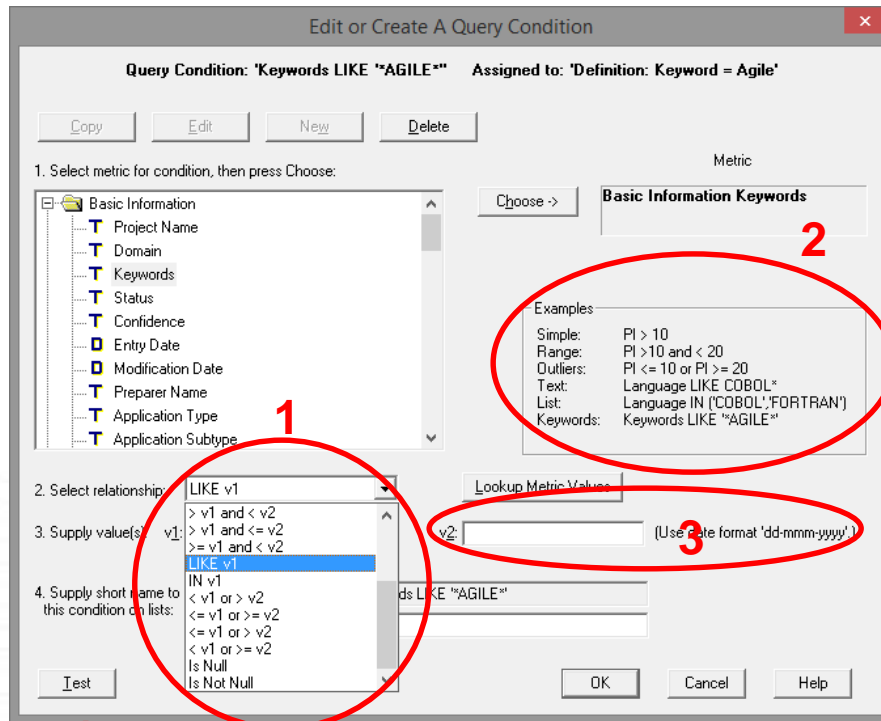 Edit or Create A Query Condition
Query Condition: 'Keywords LIKE '*AGILE*'' Assigned to: 'Definition: Keyword = Agile'
Copy Edit New Delete
1. Select metric for condition, then press Choose:
Metric
Basic Information
Project Name
Domain
Keywords
Status
Confidence
Entry Date
Modification Date
Preparer Name
Application Type
Application Subtype
Choose ->
Basic Information Keywords
2
Examples
Simple: PI > 10
Range: PI >10 and < 20
Outliers: PI <= 10 or PI >= 20
Text: Language LIKE COBOL*
List: Language IN ('COBOL','FORTRAN')
Keywords: Keywords LIKE '*AGILE*'
1
2. Select relationship: LIKE v1
Lookup Metric Values
> v1 and < v2
> v1 and <= v2
>= v1 and < v2
LIKE v1
IN v1
< v1 or > v2
<= v1 or >= v2
<= v1 or > v2
< v1 or >= v2
Is Null
Is Not Null
3. Supply value(s): v1:
v2: (Use date format 'dd-mmm-yyyy'.)
3
4. Supply short name to
this condition on lists:
LIKE '*AGILE*'
Test OK Cancel Help